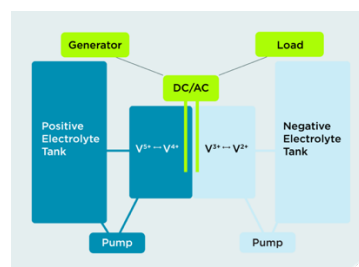 Generator
Load
DC/AC
Positive
Electrolyte
Tank
V⁵⁺ ↔ V⁴⁺
V³⁺ ↔ V²⁺
Negative
Electrolyte
Tank
Pump
Pump